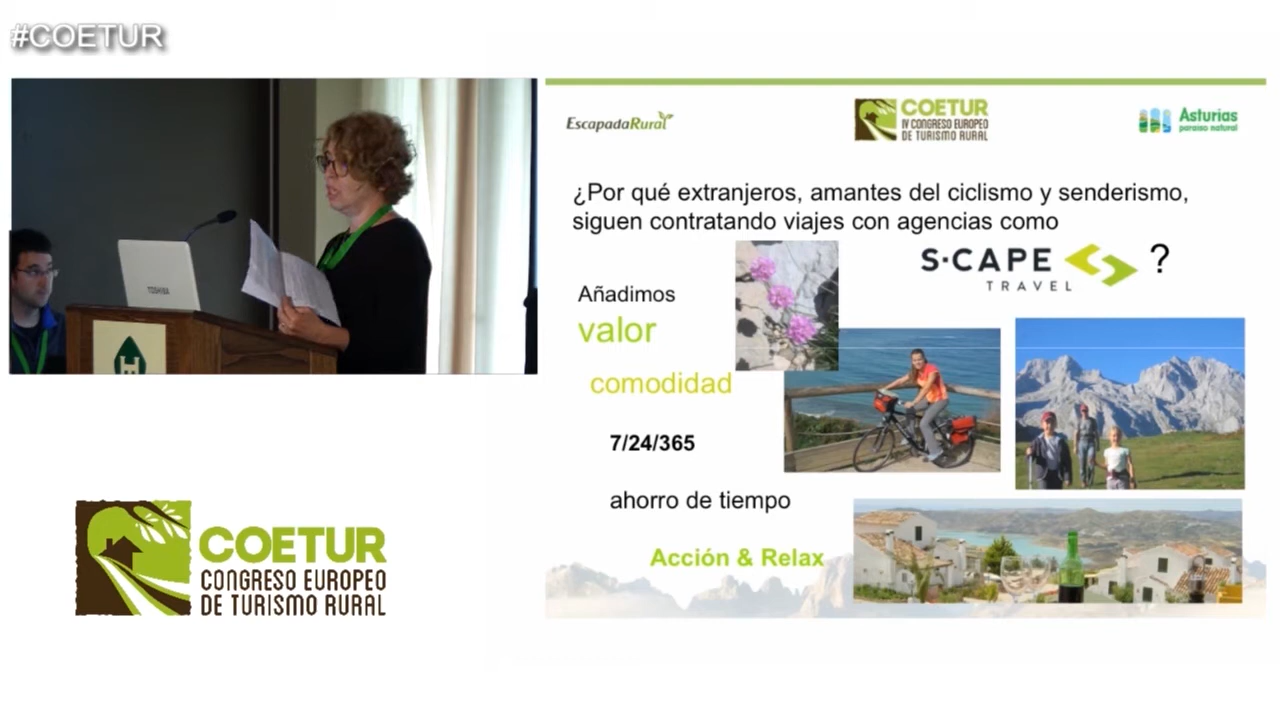 #COETUR
TOSHIBA
EscapadaRural
COETUR
IV CONGRESO EUROPEO
DE TURISMO RURAL
Asturias
paraíso natural
¿Por qué extranjeros, amantes del ciclismo y senderismo,
siguen contratando viajes con agencias como
S·CAPE ?
TRAVEL
Añadimos
valor
comodidad
7/24/365
ahorro de tiempo
Acción & Relax
COETUR
CONGRESO EUROPEO
DE TURISMO RURAL